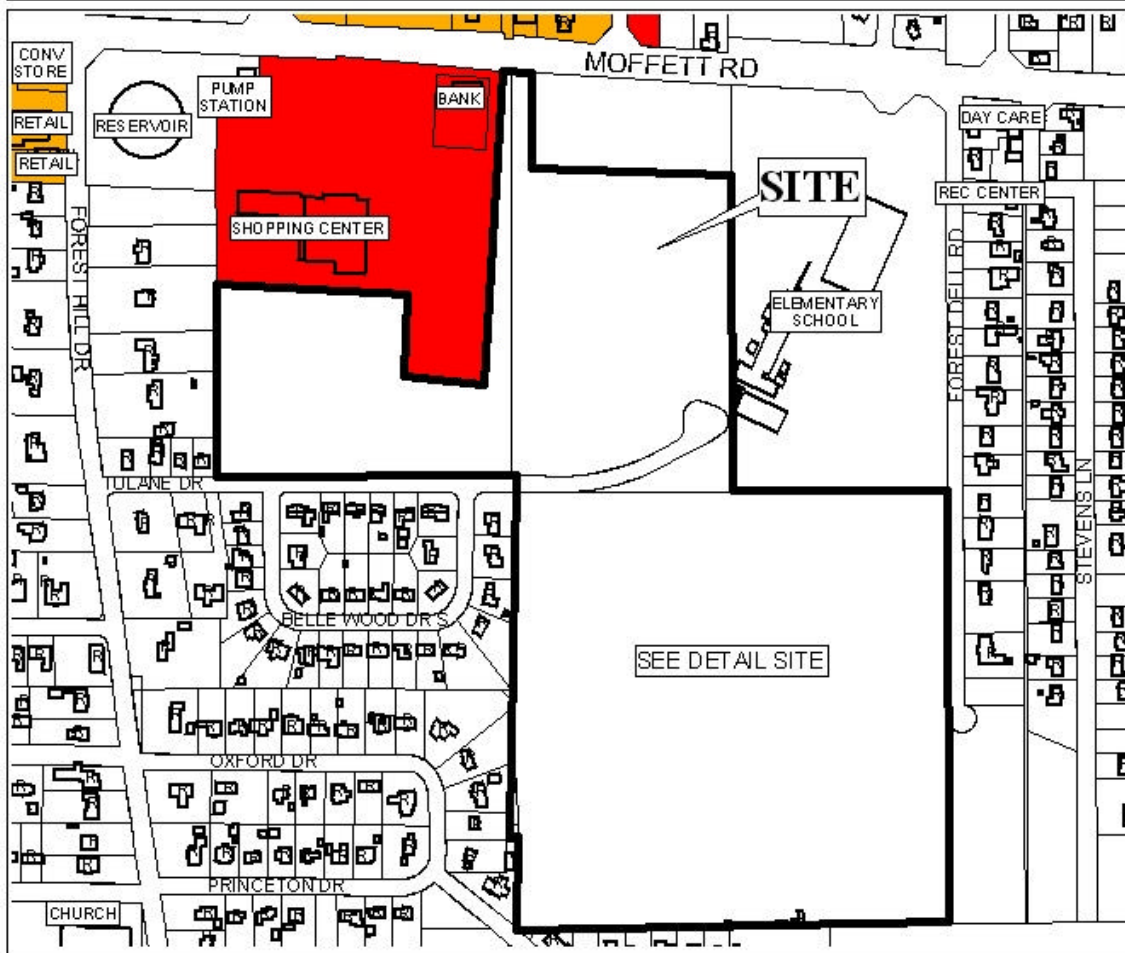 MOFFETT RD
CONV
STORE
PUMP
STATION
BANK
RETAIL
RESERVOIR
DAY CARE
RETAIL
SITE
REC CENTER
SHOPPING CENTER
FOREST HILL DR
ELEMENTARY
SCHOOL
FOREST DELL RD
TULANE DR
STEVENS LN
BELLE WOOD DR S
SEE DETAIL SITE
OXFORD DR
PRINCETON DR
CHURCH